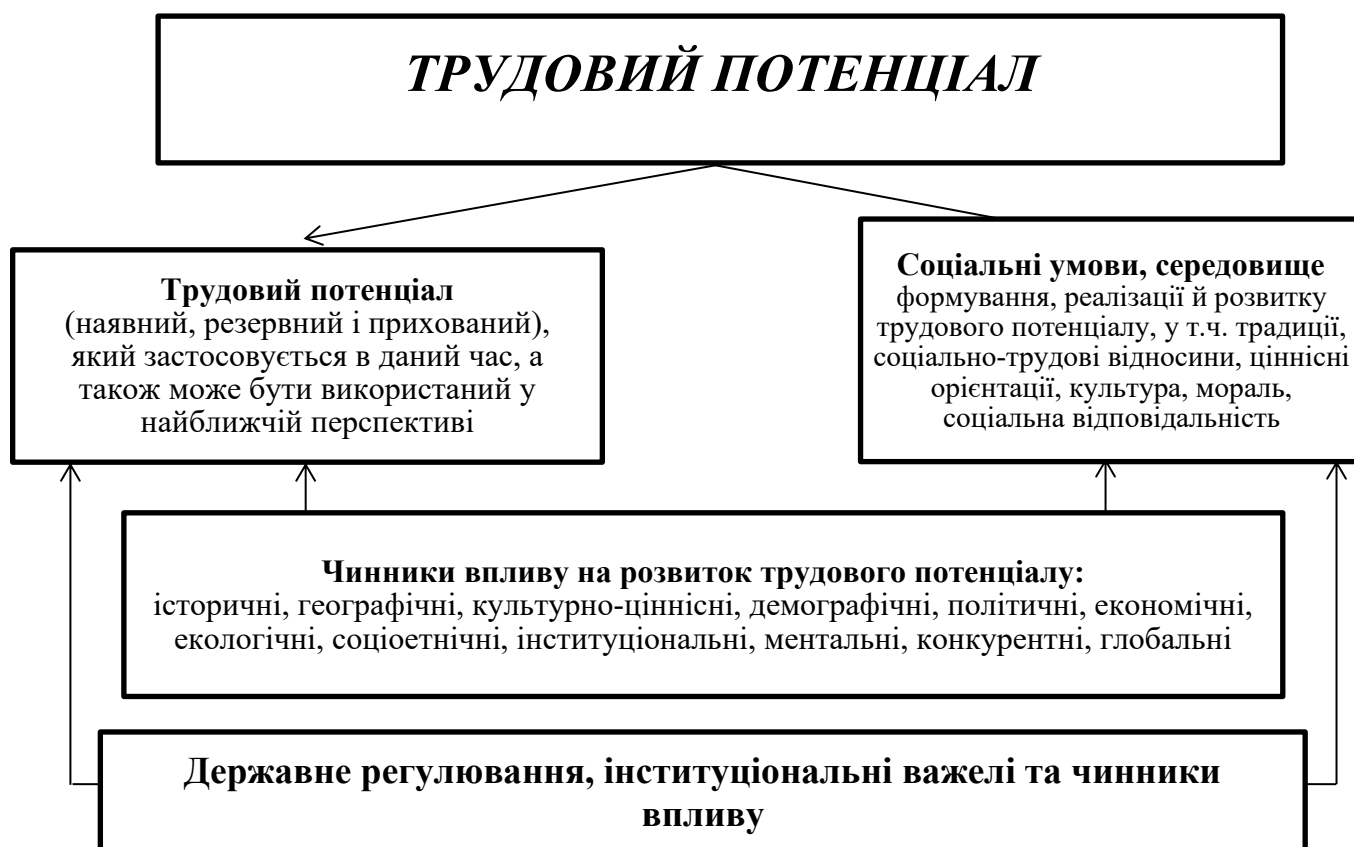 ТРУДОВИЙ ПОТЕНЦІАЛ
Трудовий потенціал
(наявний, резервний і прихований),
який застосовується в даний час, а
також може бути використаний у
найближчій перспективі
Соціальні умови, середовище
формування, реалізації й розвитку
трудового потенціалу, у т.ч. традиції,
соціально-трудові відносини, ціннісні
орієнтації, культура, мораль,
соціальна відповідальність
Чинники впливу на розвиток трудового потенціалу:
історичні, географічні, культурно-ціннісні, демографічні, політичні, економічні,
екологічні, соціоетнічні, інституціональні, ментальні, конкурентні, глобальні
Державне регулювання, інституціональні важелі та чинники
впливу